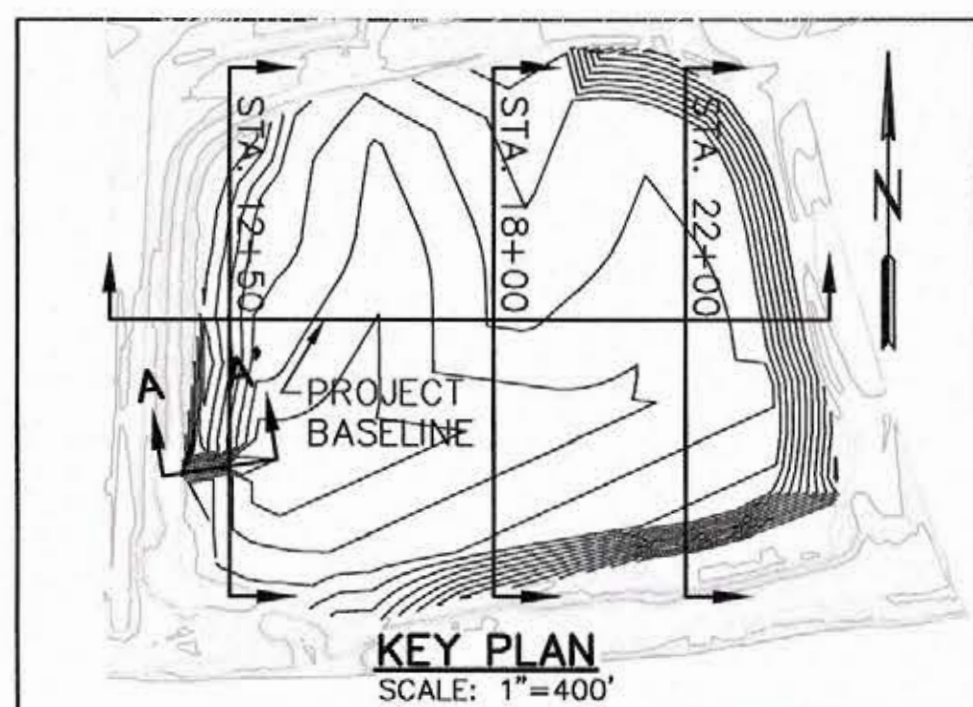 STA. 12+50
STA. 18+00
STA. 22+00
N
A
A'
PROJECT
BASELINE
KEY PLAN
SCALE: 1"=400'